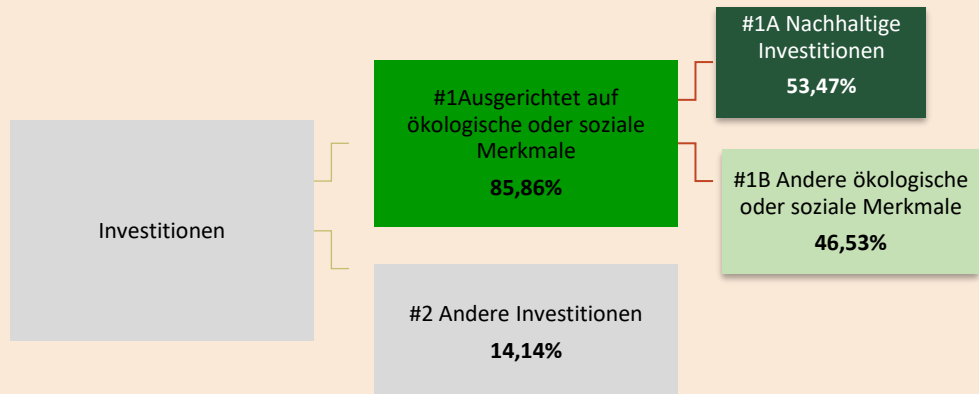 Investitionen
#1Ausgerichtet auf
ökologische oder soziale
Merkmale
85,86%
#2 Andere Investitionen
14,14%
#1A Nachhaltige
Investitionen
53,47%
#1B Andere ökologische
oder soziale Merkmale
46,53%